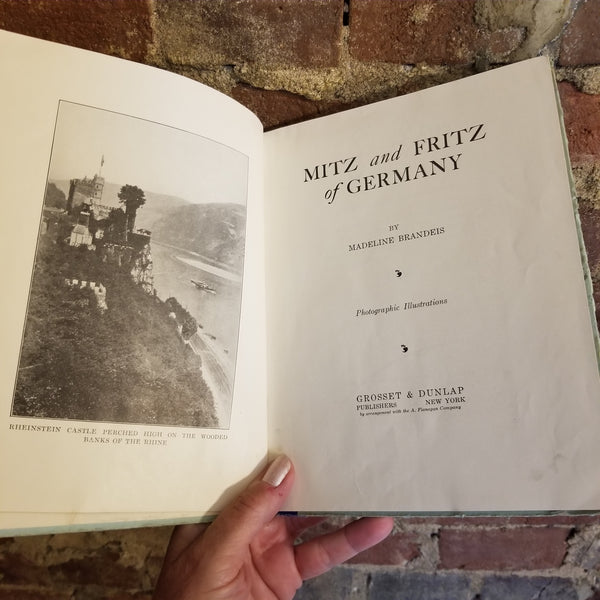 RHEINSTEIN CASTLE PERCHED HIGH ON THE WOODED
BANKS OF THE RHINE
MITZ and FRITZ
of GERMANY
BY
MADELINE BRANDEIS
Photographic Illustrations
GROSSET & DUNLAP
PUBLISHERS NEW YORK
by arrangement with the A. Flanagan Company